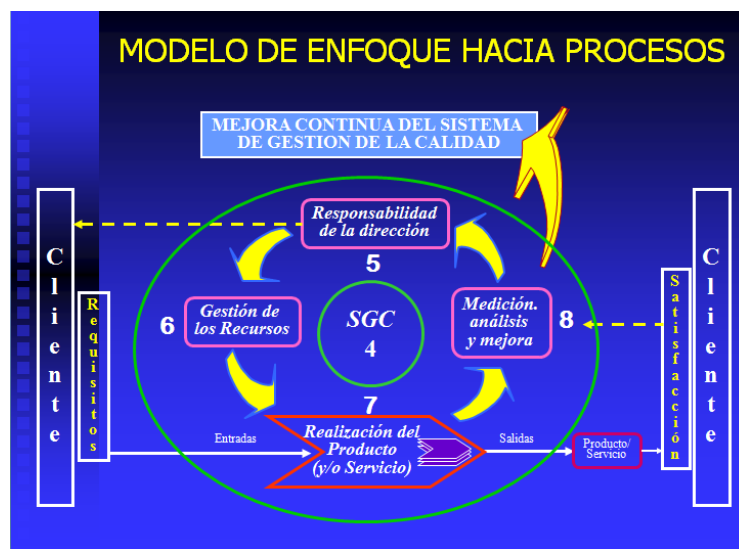 MODELO DE ENFOQUE HACIA PROCESOS
MEJORA CONTINUA DEL SISTEMA
DE GESTION DE LA CALIDAD
Cliente
Requisitos
Responsabilidad
de la dirección
5
6
Gestión de
los Recursos
SGC
4
Medición.
análisis
y mejora
8
7
Entradas
Realización del
Producto
(y/o Servicio)
Salidas
Producto/
Servicio
Satisfacción
Cliente